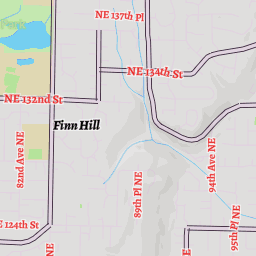 NE 137th Pl
NE 134th St
NE 132nd St
Finn Hill
82nd Ave NE
89th Pl NE
94th Ave NE
95th Pl NE
E 124th St